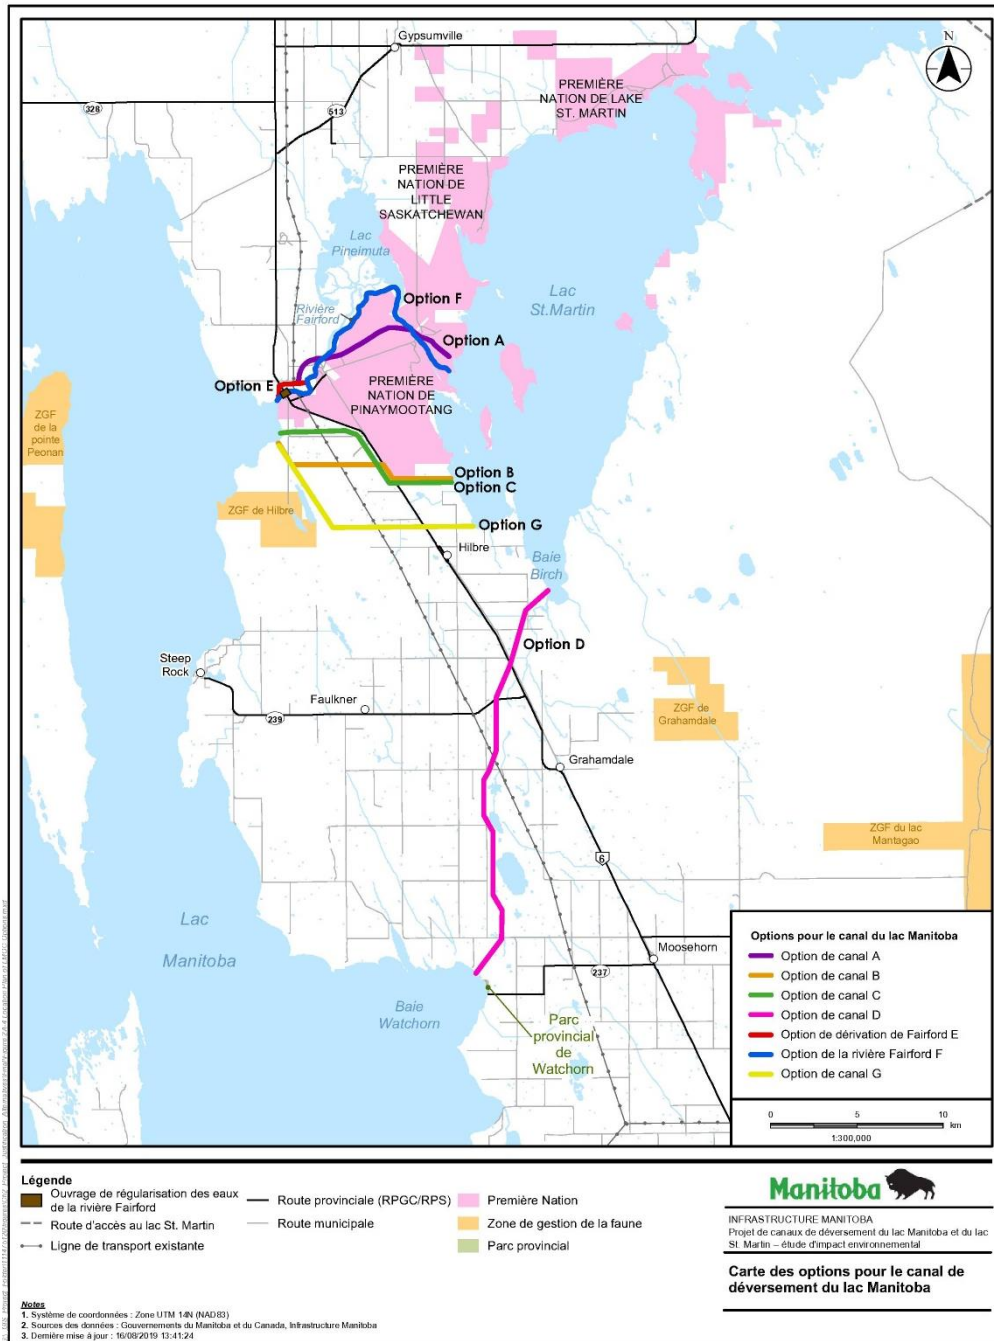 Gypsumville
N
328
513
PREMIÈRE
NATION DE LAKE
ST. MARTIN
PREMIÈRE
NATION DE
LITTLE
SASKATCHEWAN
Lac
Pineimuta
Option F
Rivière
Fairford
Lac
St.Martin
Option A
Option E
PREMIÈRE
NATION DE
PINAYMOOTANG
ZGF
de la
pointe
Peonan
Option B
Option C
ZGF de Hilbre
Option G
Hilbre
Baie
Birch
Option D
Steep
Rock
Faulkner
239
ZGF de
Grahamdale
Grahamdale
ZGF du lac
Mantagao
6
Lac
Manitoba
Moosehorn
237
Baie
Watchorn
Parc
provincial
de
Watchorn
Options pour le canal du lac Manitoba
Option de canal A
Option de canal B
Option de canal C
Option de canal D
Option de dérivation de Fairford E
Option de la rivière Fairford F
Option de canal G
0 5 10
km
1:300,000
Légende
Ouvrage de régularisation des eaux
de la rivière Fairford
Route d'accès au lac St. Martin
Ligne de transport existante
Route provinciale (RPGC/RPS)
Route municipale
Première Nation
Zone de gestion de la faune
Parc provincial
Manitoba
INFRASTRUCTURE MANITOBA
Projet de canaux de déversement du lac Manitoba et du lac
St. Martin – étude d'impact environnemental
Carte des options pour le canal de
déversement du lac Manitoba
Notes
1. Système de coordonnées : Zone UTM 14N (NAD83)
2. Sources des données : Gouvernements du Manitoba et du Canada, Infrastructure Manitoba
3. Dernière mise à jour : 16/08/2019 13:41:24